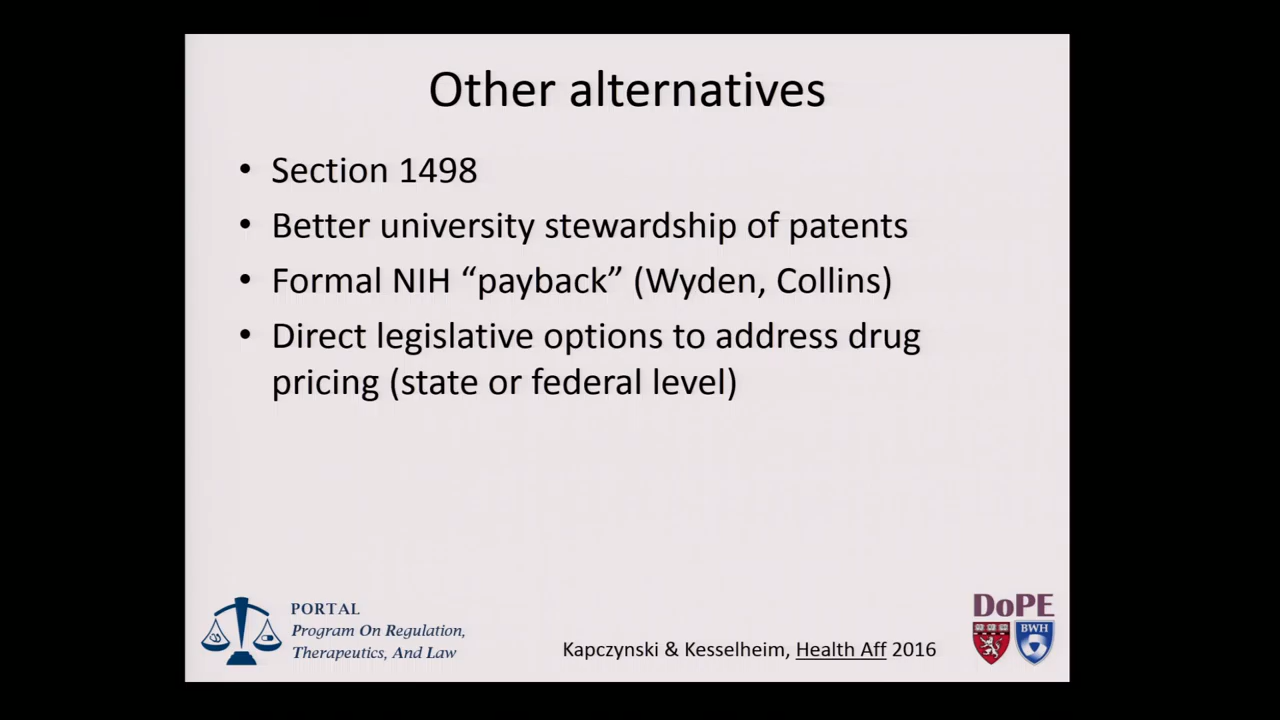 Other alternatives
• Section 1498
• Better university stewardship of patents
• Formal NIH “payback” (Wyden, Collins)
• Direct legislative options to address drug
pricing (state or federal level)
PORTAL
Program On Regulation,
Therapeutics, And Law
Kapczynski & Kesselheim, Health Aff 2016
DoPE
BWH